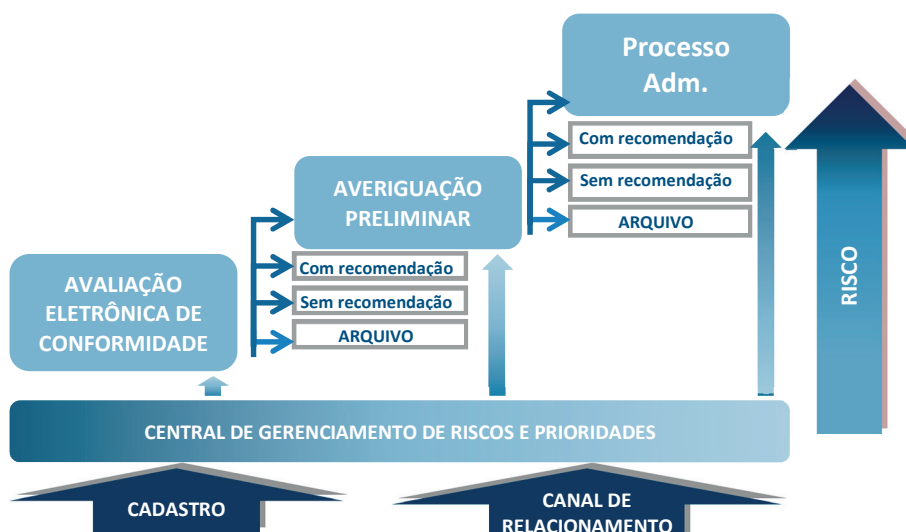 Processo
Adm.
Com recomendação
Sem recomendação
ARQUIVO
AVERIGUAÇÃO
PRELIMINAR
Com recomendação
Sem recomendação
ARQUIVO
AVALIAÇÃO
ELETRÔNICA DE
CONFORMIDADE
RISCO
CENTRAL DE GERENCIAMENTO DE RISCOS E PRIORIDADES
CADASTRO
CANAL DE
RELACIONAMENTO